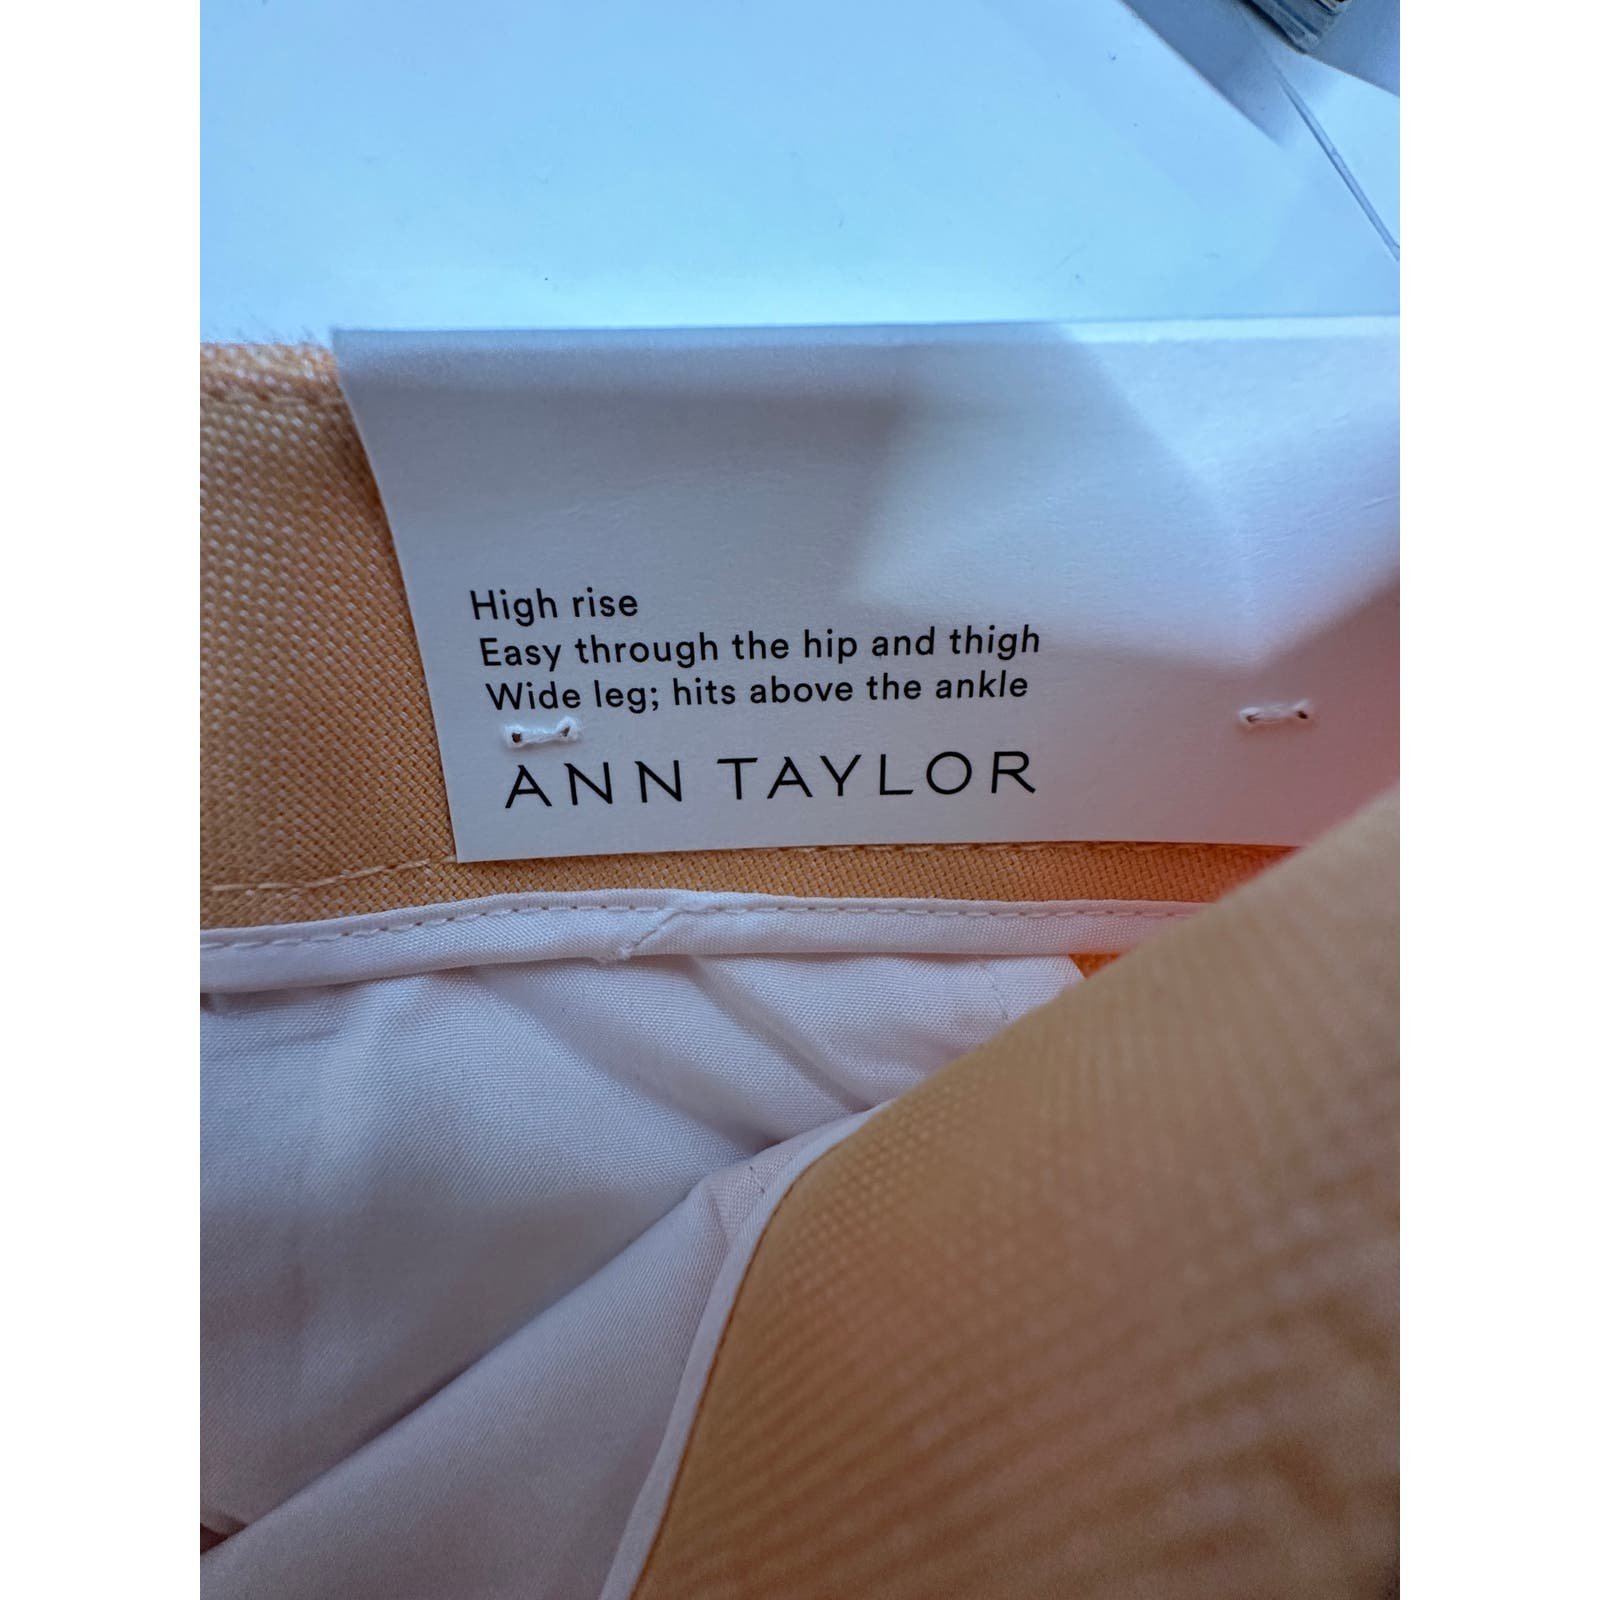 High rise
Easy through the hip and thigh
Wide leg; hits above the ankle
ANN TAYLOR